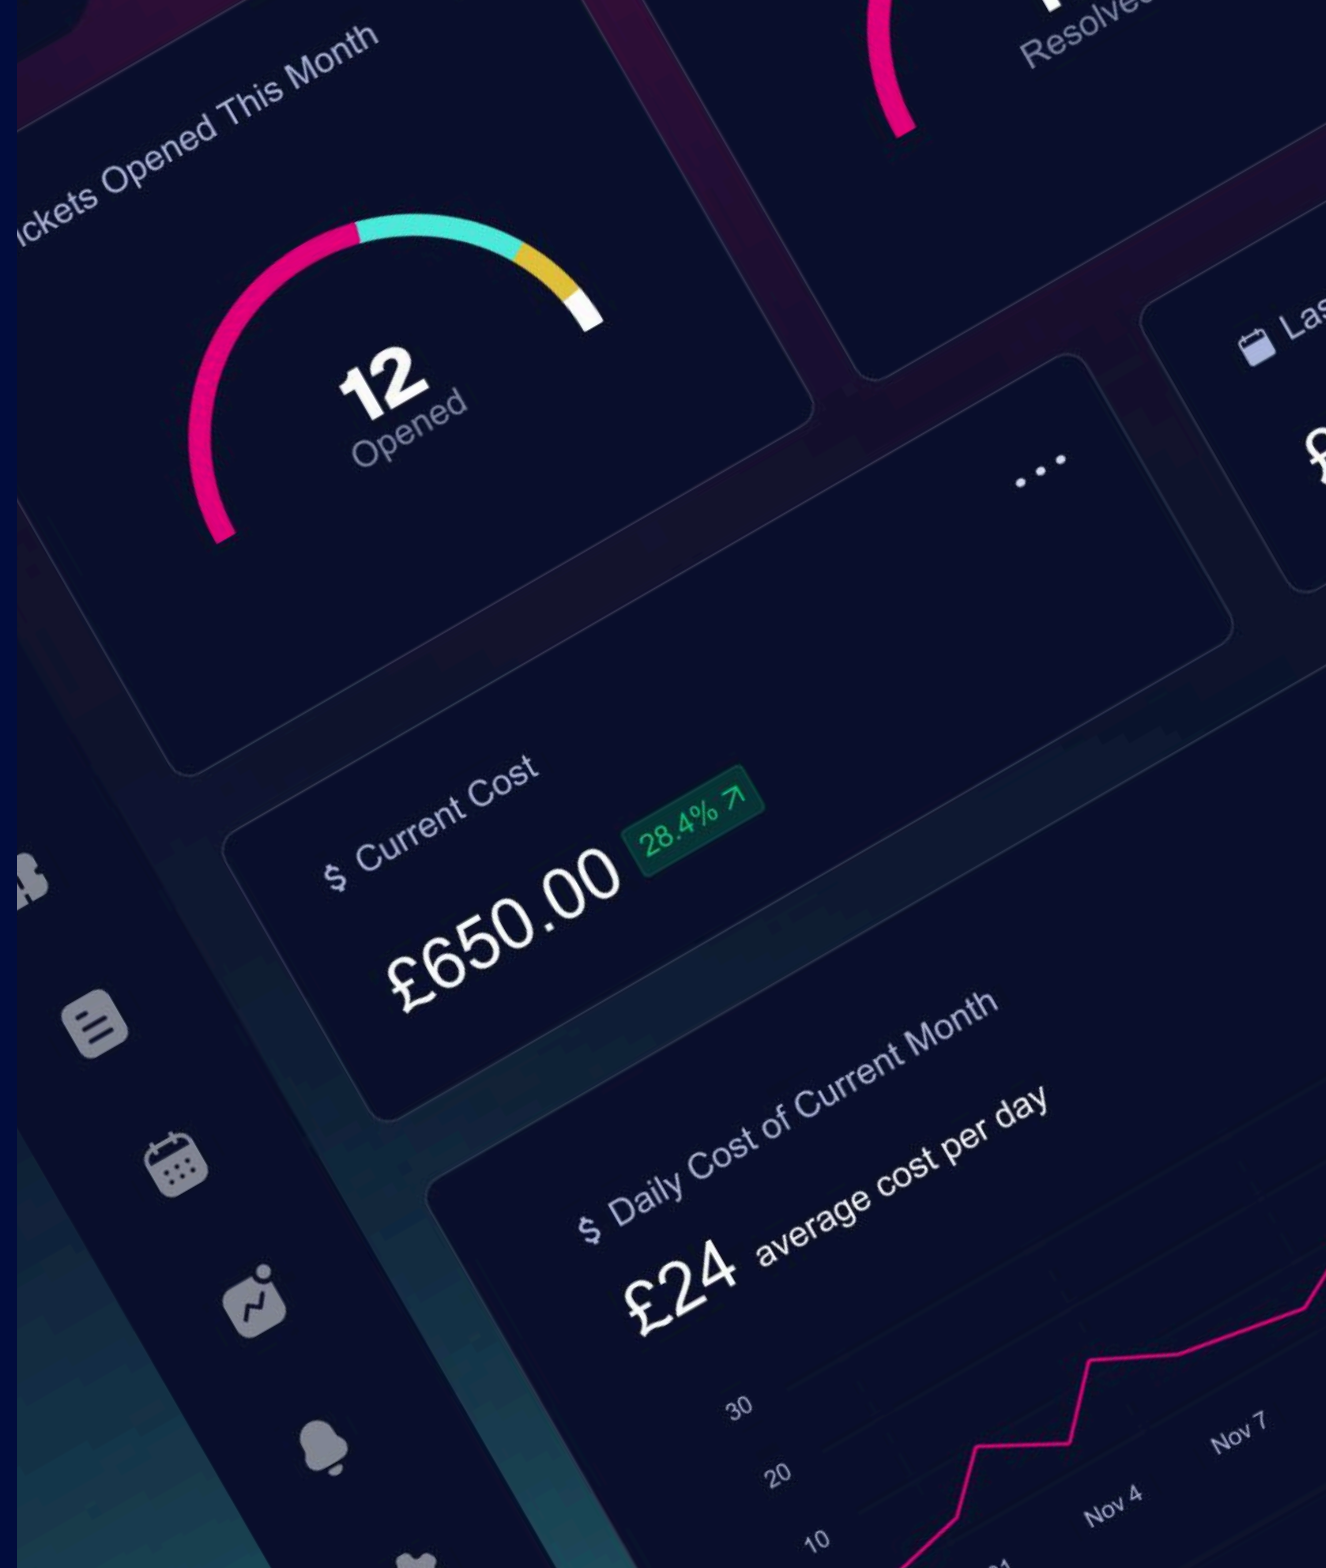 Tickets Opened This Month
12
Opened
Resolved
$ Current Cost
£650.00 28.4%
£
$ Daily Cost of Current Month
£24 average cost per day
30
20
10
Nov 4
Nov 7